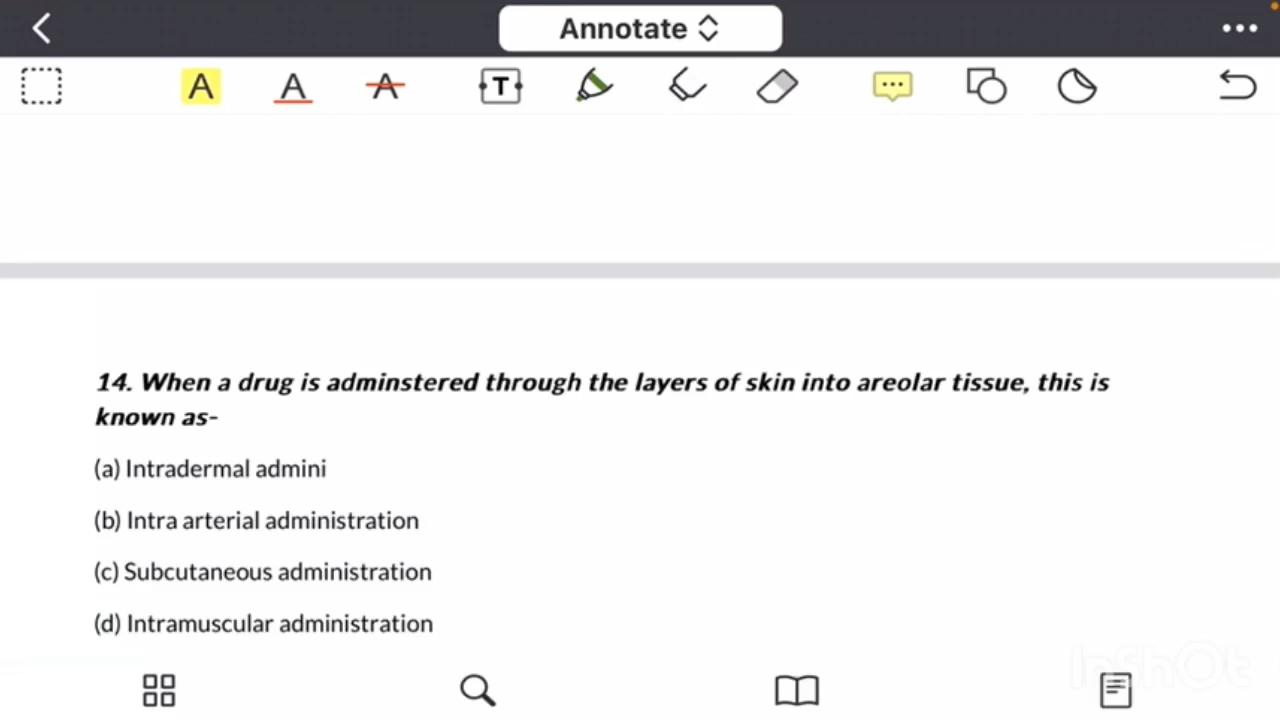 Annotate
A A A T
14. When a drug is adminstered through the layers of skin into areolar tissue, this is
known as-
(a) Intradermal admini
(b) Intra arterial administration
(c) Subcutaneous administration
(d) Intramuscular administration
InShOt